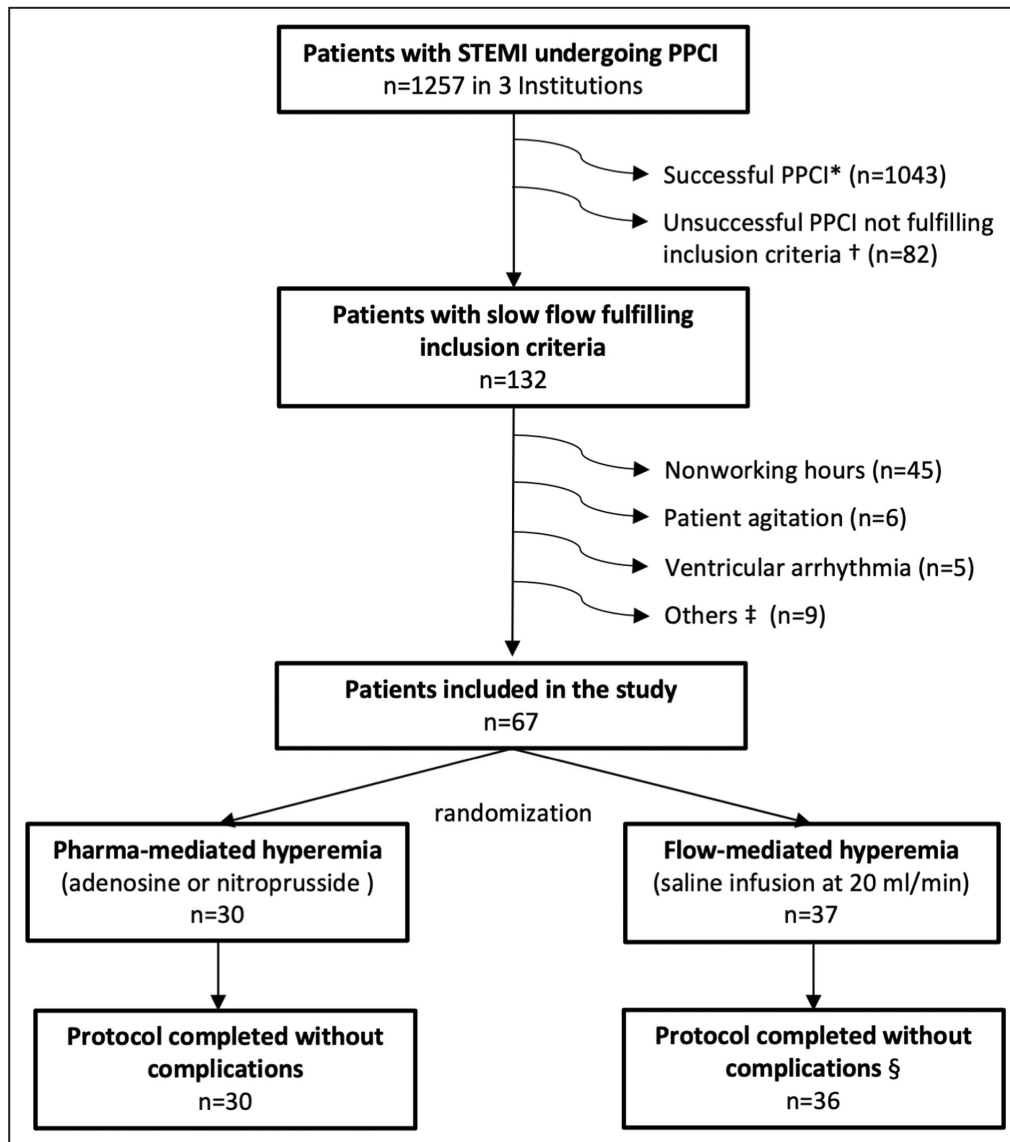 Patients with STEMI undergoing PPCI
n=1257 in 3 Institutions
Successful PPCI* (n=1043)
Unsuccessful PPCI not fulfilling
inclusion criteria † (n=82)
Patients with slow flow fulfilling
inclusion criteria
n=132
Nonworking hours (n=45)
Patient agitation (n=6)
Ventricular arrhythmia (n=5)
Others ‡ (n=9)
Patients included in the study
n=67
randomization
Pharma-mediated hyperemia
(adenosine or nitroprusside )
n=30
Flow-mediated hyperemia
(saline infusion at 20 ml/min)
n=37
Protocol completed without
complications
n=30
Protocol completed without
complications §
n=36